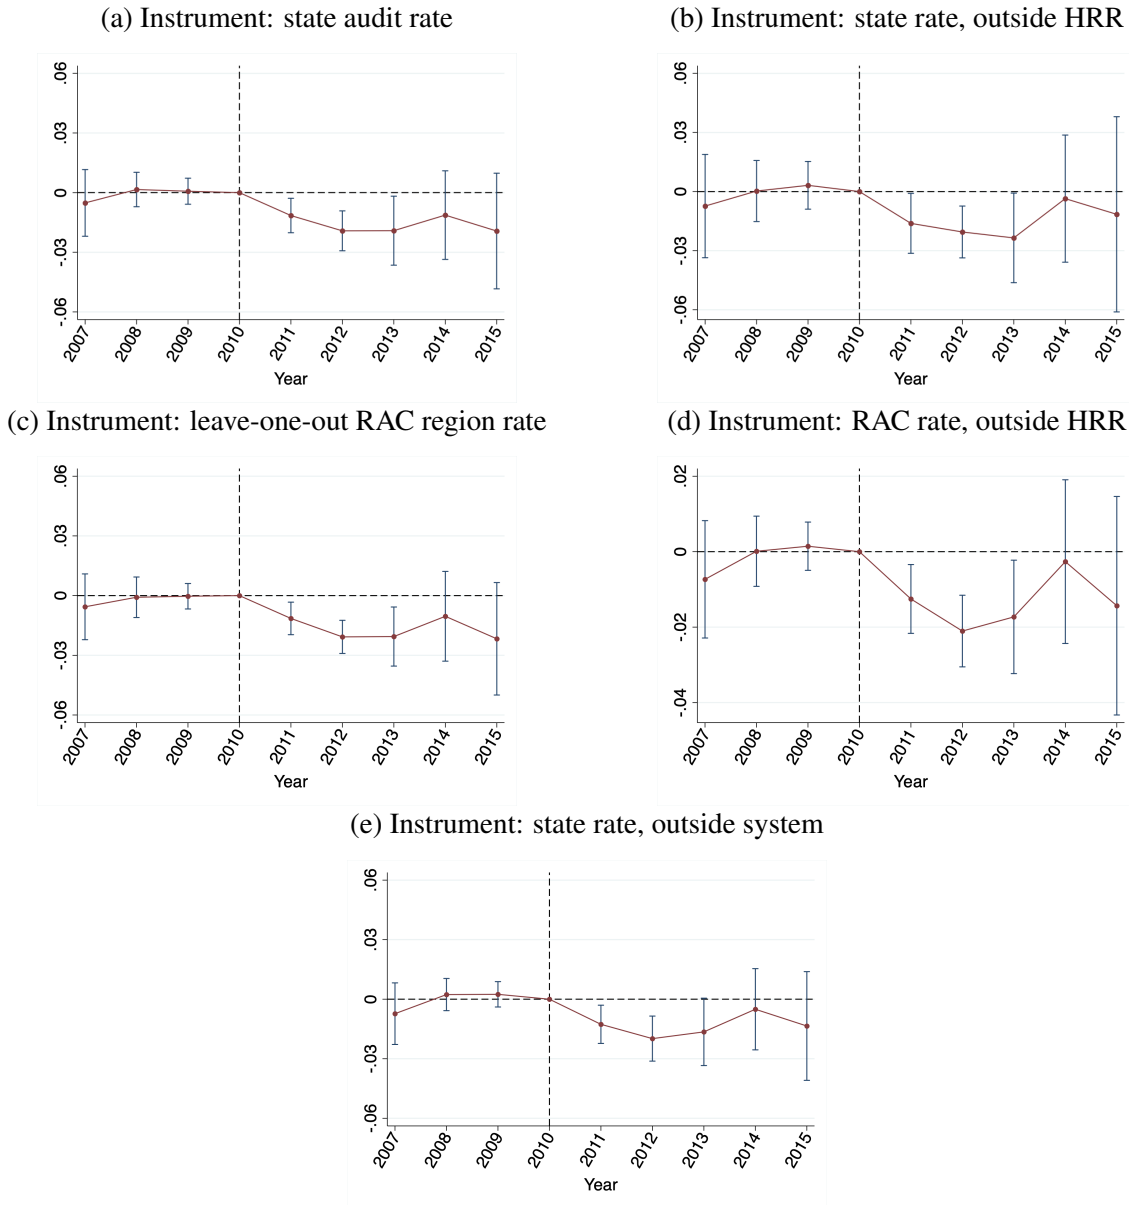 (a) Instrument: state audit rate
.06
.03
0
-.03
-.06
2007 2008 2009 2010 2011 2012 2013 2014 2015
Year
(b) Instrument: state rate, outside HRR
.06
.03
0
-.03
-.06
2007 2008 2009 2010 2011 2012 2013 2014 2015
Year
(c) Instrument: leave-one-out RAC region rate
.06
.03
0
-.03
-.06
2007 2008 2009 2010 2011 2012 2013 2014 2015
Year
(d) Instrument: RAC rate, outside HRR
.02
0
-.02
-.04
2007 2008 2009 2010 2011 2012 2013 2014 2015
Year
(e) Instrument: state rate, outside system
.06
.03
0
-.03
-.06
2007 2008 2009 2010 2011 2012 2013 2014 2015
Year